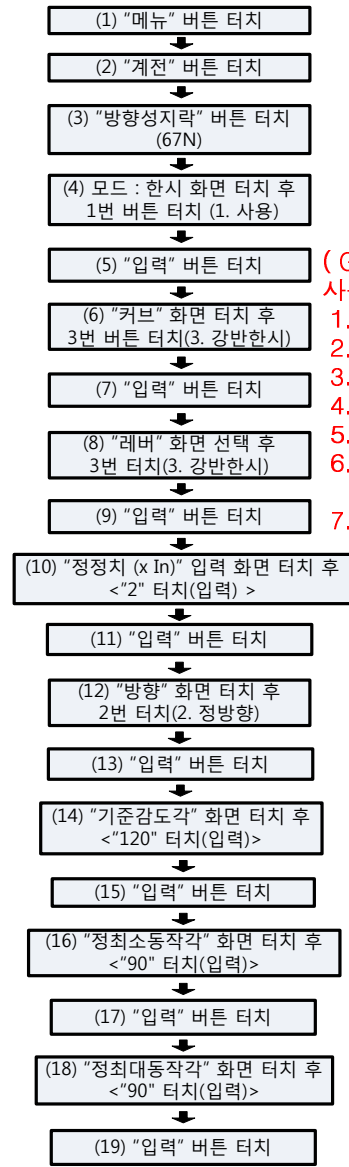 (1) "메뉴" 버튼 터치
(2) "계전" 버튼 터치
(3) "방향성지락" 버튼 터치
(67N)
(4) 모드 : 한시 화면 터치 후
1번 버튼 터치 (1. 사용)
(5) "입력" 버튼 터치
(6) "커브" 화면 터치 후
3번 버튼 터치(3. 강반한시)
(7) "입력" 버튼 터치
(8) "레버" 화면 선택 후
3번 터치(3. 강반한시)
(9) "입력" 버튼 터치
(10) "정정치 (x In)" 입력 화면 터치 후
<"2" 터치(입력) >
(11) "입력" 버튼 터치
(12) "방향" 화면 터치 후
2번 터치(2. 정방향)
(13) "입력" 버튼 터치
(14) "기준감도각" 화면 터치 후
<"120" 터치(입력)>
(15) "입력" 버튼 터치
(16) "정최소동작각" 화면 터치 후
<"90" 터치(입력)>
(17) "입력" 버튼 터치
(18) "정최대동작각" 화면 터치 후
<"90" 터치(입력)>
(19) "입력" 버튼 터치
(
1.
2.
3.
4.
5.
6.
7.